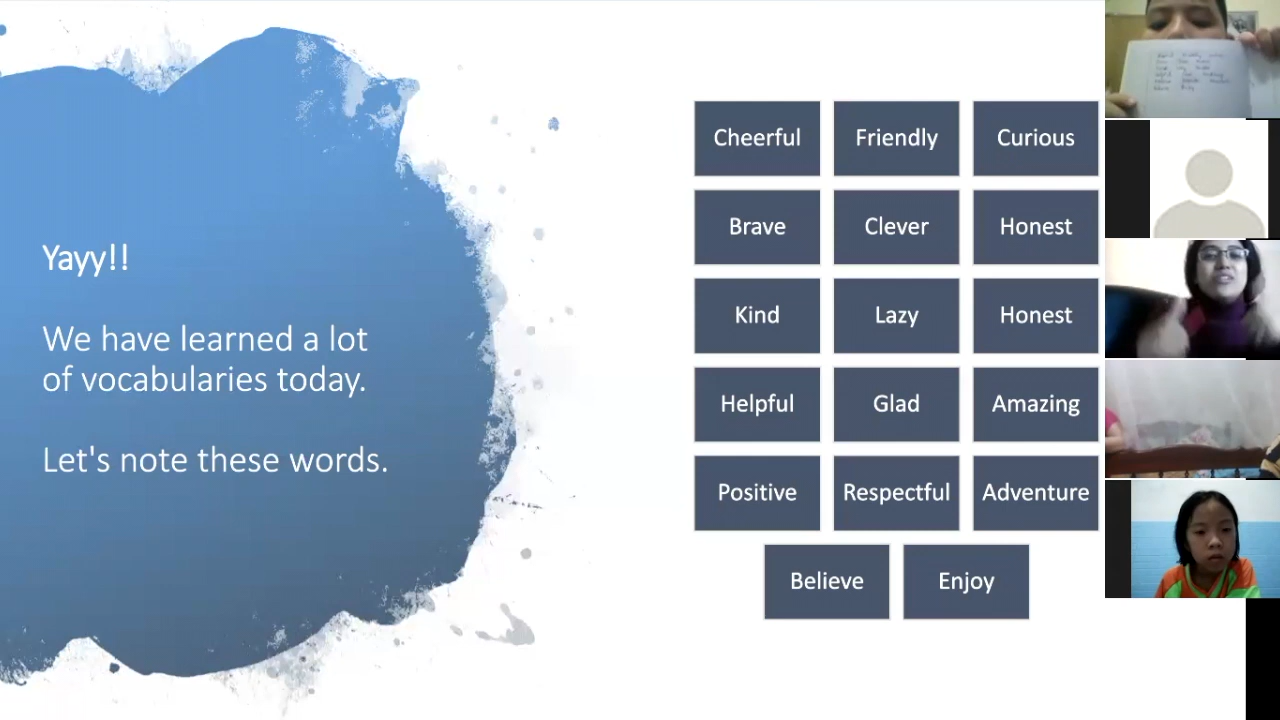 Yayy!!
We have learned a lot
of vocabularies today.
Let's note these words.
Cheerful Friendly Curious
Brave Clever Honest
Kind Lazy Honest
Helpful Glad Amazing
Positive Respectful Adventure
Believe Enjoy